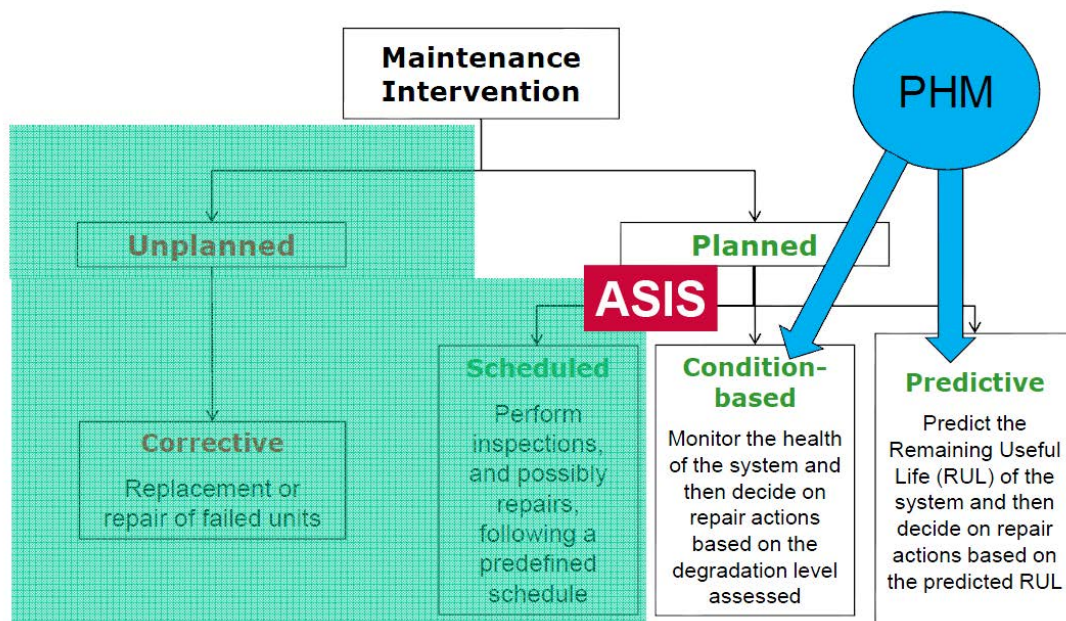 Maintenance
Intervention
PHM
Unplanned
Planned
ASIS
Corrective
Replacement or
repair of failed units
Scheduled
Perform
inspections,
and possibly
repairs,
following a
predefined
schedule
Condition-
based
Monitor the health
of the system and
then decide on
repair actions
based on the
degradation level
assessed
Predictive
Predict the
Remaining Useful
Life (RUL) of the
system and then
decide on repair
actions based on
the predicted RUL